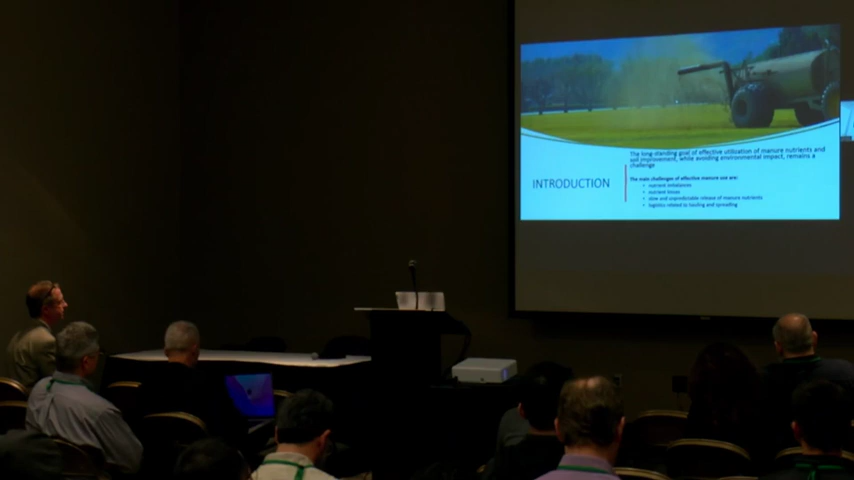 The long-standing goal of effective utilization of manure nutrients and
soil improvement, while avoiding environmental impact, remains a
challenge
INTRODUCTION
The main challenges of effective manure use are:
• nutrient imbalances
• nutrient losses
• slow and unpredictable release of manure nutrients
• logistics related to hauling and spreading